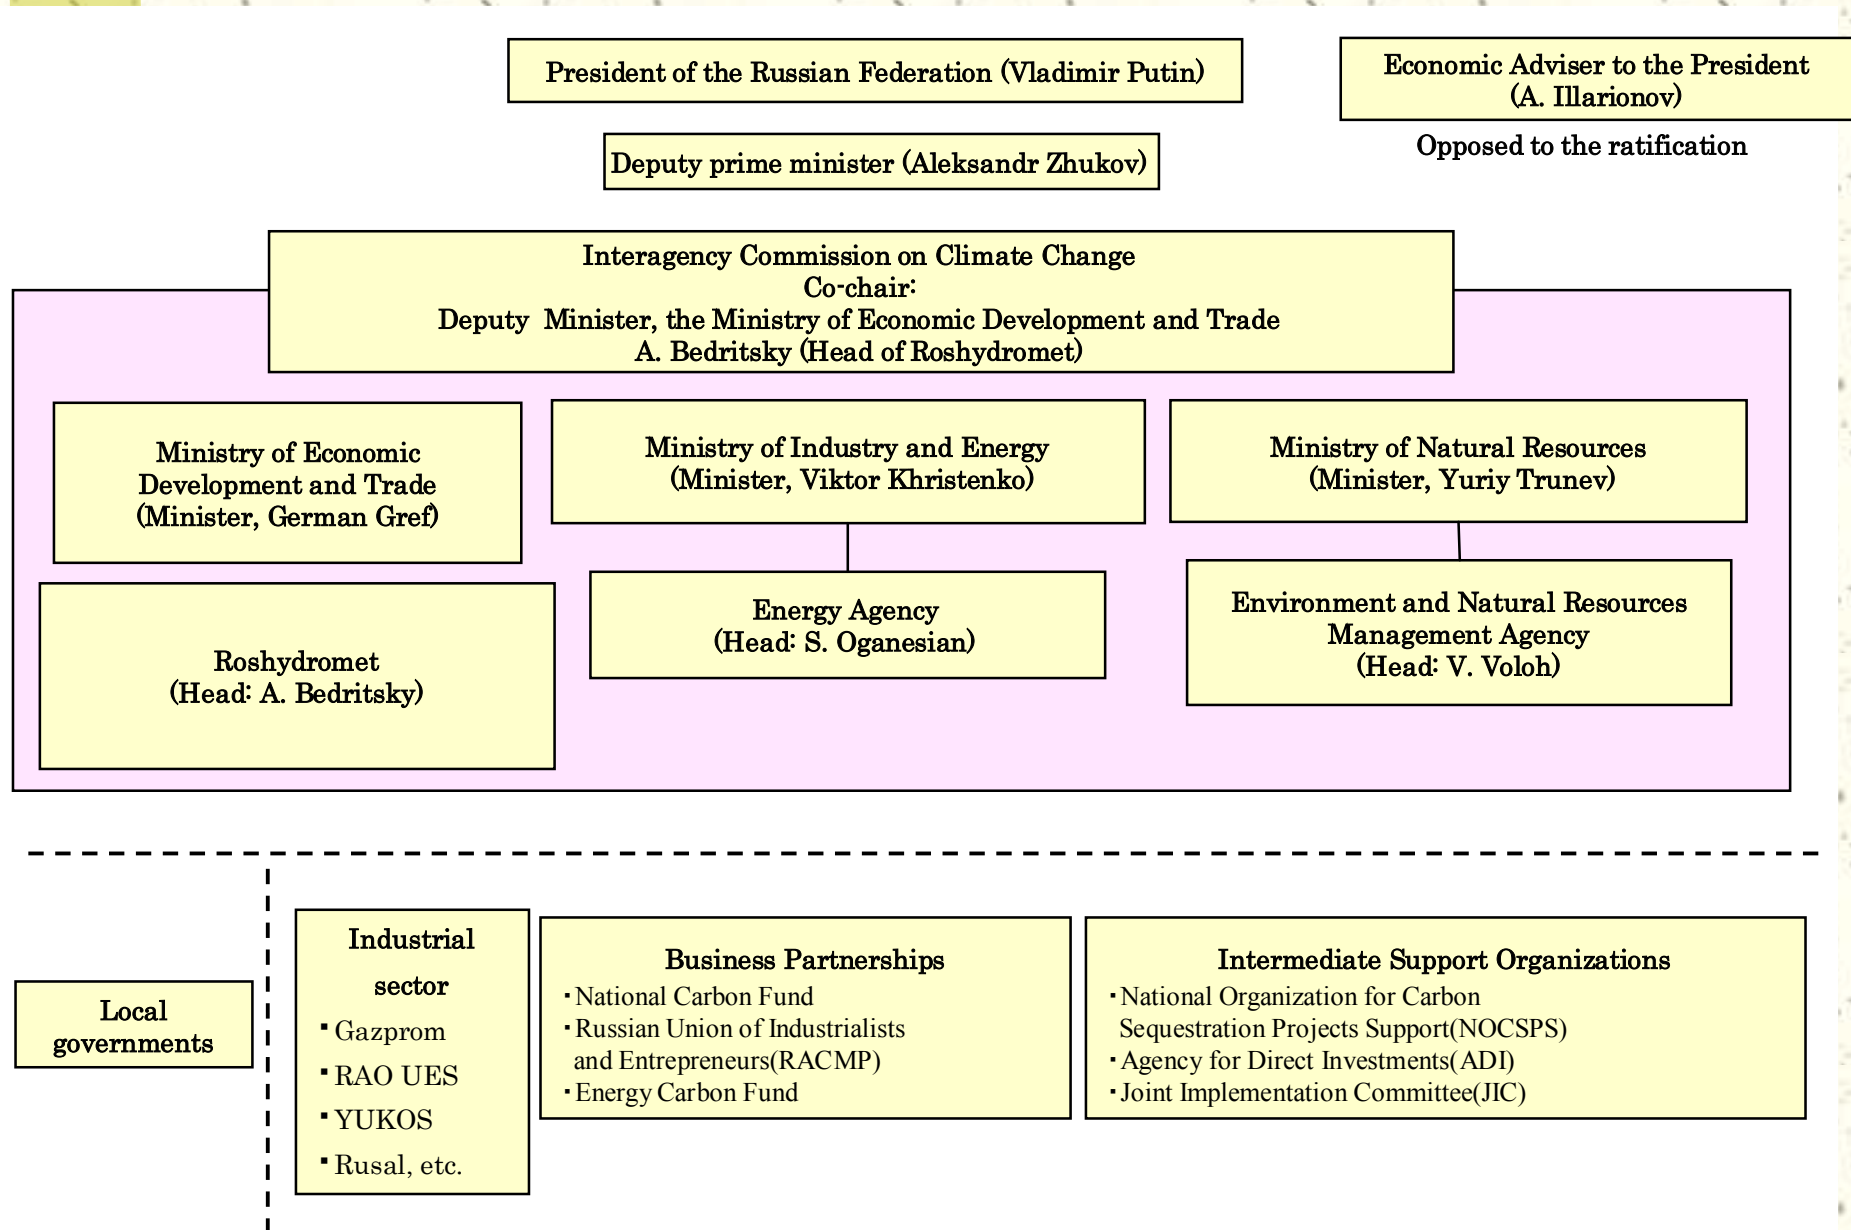 President of the Russian Federation (Vladimir Putin)
Economic Adviser to the President
(A. Illarionov)
Opposed to the ratification
Deputy prime minister (Aleksandr Zhukov)
Interagency Commission on Climate Change
Co-chair:
Deputy  Minister, the Ministry of Economic Development and Trade
A. Bedritsky (Head of Roshydromet)
Ministry of Economic
Development and Trade
(Minister, German Gref)
Ministry of Industry and Energy
(Minister, Viktor Khristenko)
Ministry of Natural Resources
(Minister, Yuriy Trunev)
Roshydromet
(Head: A. Bedritsky)
Energy Agency
(Head: S. Oganesian)
Environment and Natural Resources
Management Agency
(Head: V. Voloh)
Local
governments
Industrial
sector
▪Gazprom
▪RAO UES
▪YUKOS
▪Rusal, etc.
Business Partnerships
･National Carbon Fund
･Russian Union of Industrialists
and Entrepreneurs(RACMP)
･Energy Carbon Fund
Intermediate Support Organizations
･National Organization for Carbon
Sequestration Projects Support(NOCSPS)
･Agency for Direct Investments(ADI)
･Joint Implementation Committee(JIC)